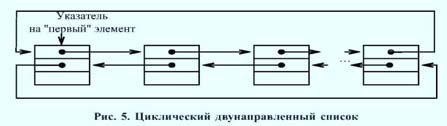 Указатель
на "первый" элемент
...
Рис. 5. Циклический двунаправленный список